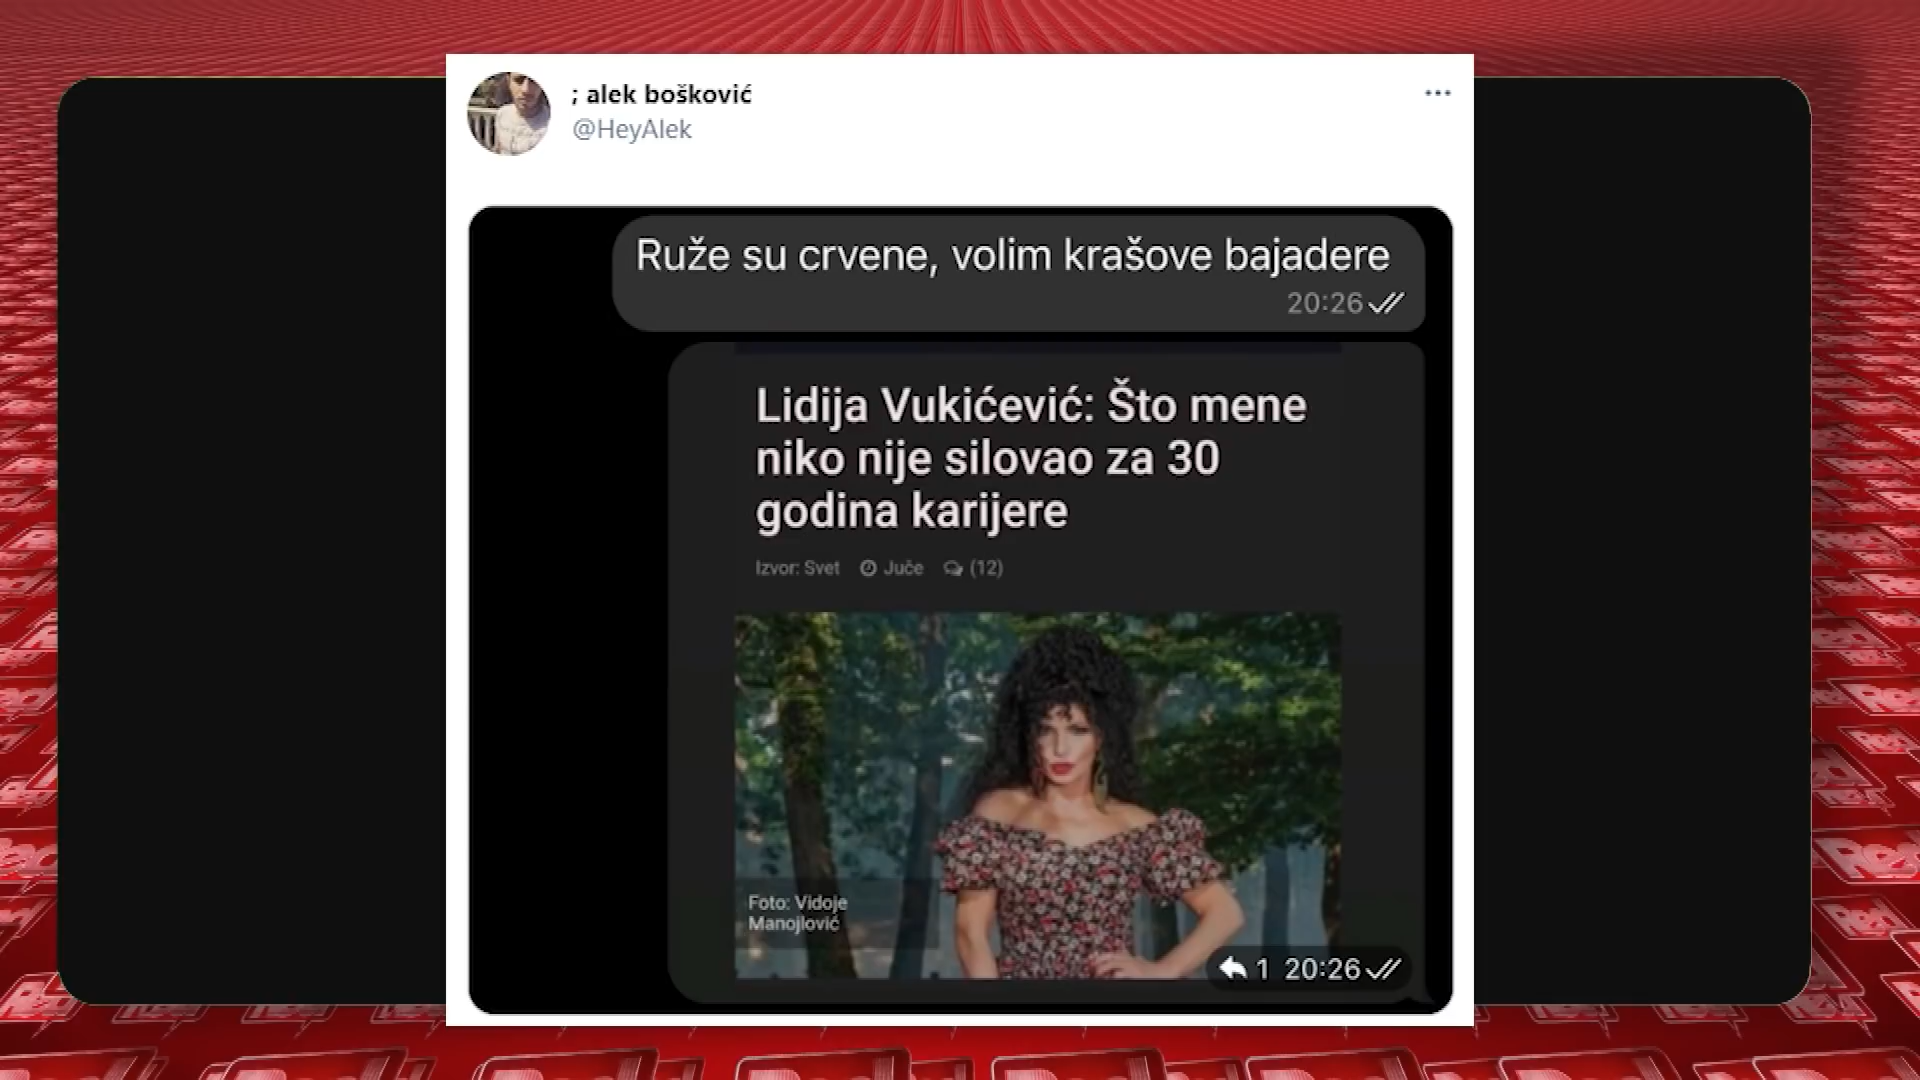 ; alek bošković
@HeyAlek
Ruže su crvene, volim krašove bajadere
20:26
Lidija Vukićević: Što mene
niko nije silovao za 30
godina karijere
Izvor: Svet Juče (12)
Foto: Vidoje
Manojlović
1 20:26